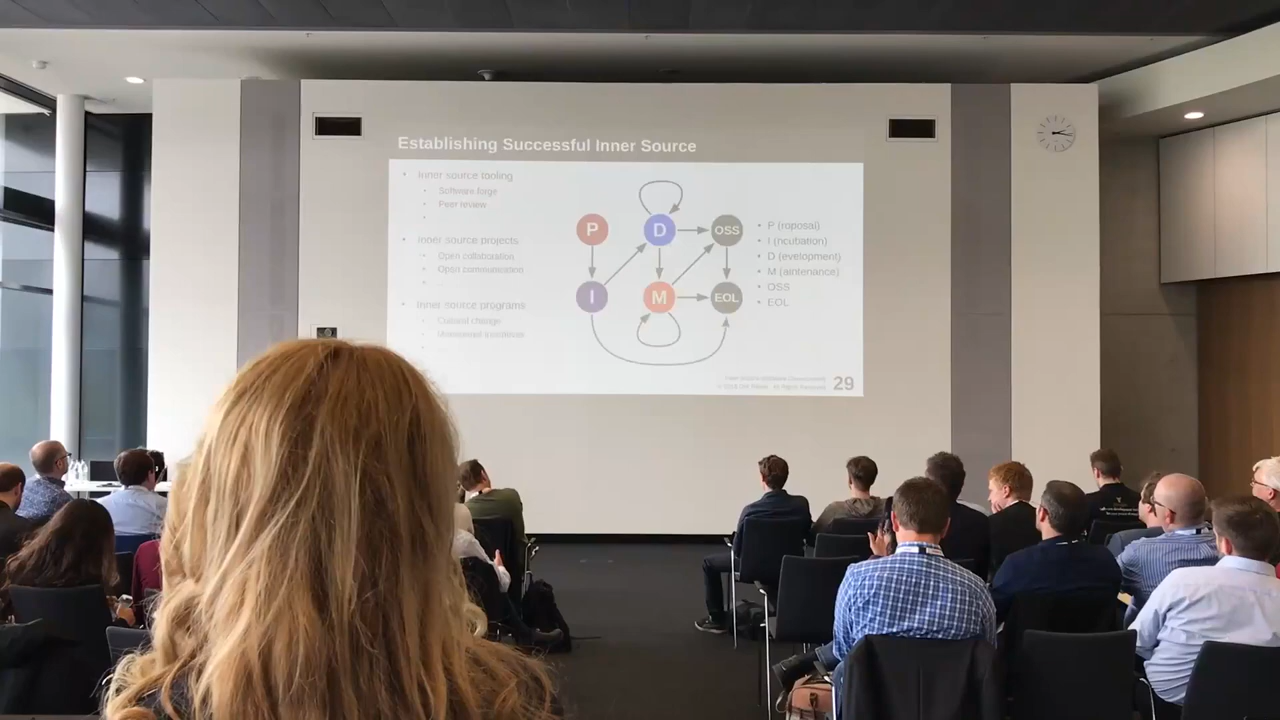 Establishing Successful Inner Source
• Inner source tooling
• Software forge
• Peer review
• Inner source projects
• Open collaboration
• Open communication
• ...
• Inner source programs
• Cultural change
P
D
OSS
I
M
EOL
• P (roposal)
• I (ncubation)
• D (evelopment)
• M (aintenance)
• OSS
• EOL
29